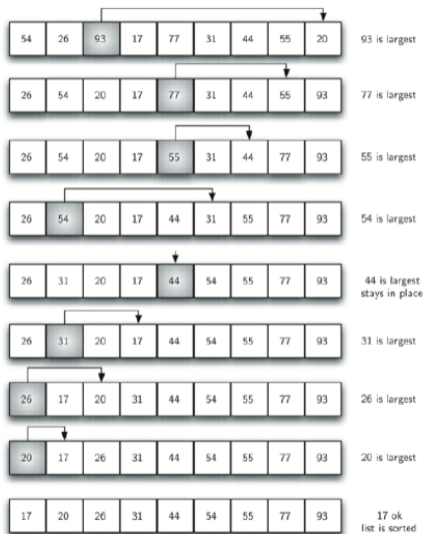 54 26 93 17 77 31 44 55 20 93 is largest
26 54 20 17 77 31 44 55 93 77 is largest
26 54 20 17 55 31 44 77 93 55 is largest
26 54 20 17 44 31 55 77 93 54 is largest
26 31 20 17 44 54 55 77 93 44 is largest
stays in place
26 31 20 17 44 54 55 77 93 31 is largest
26 17 20 31 44 54 55 77 93 26 is largest
20 17 26 31 44 54 55 77 93 20 is largest
17 20 26 31 44 54 55 77 93 17 ok
list is sorted